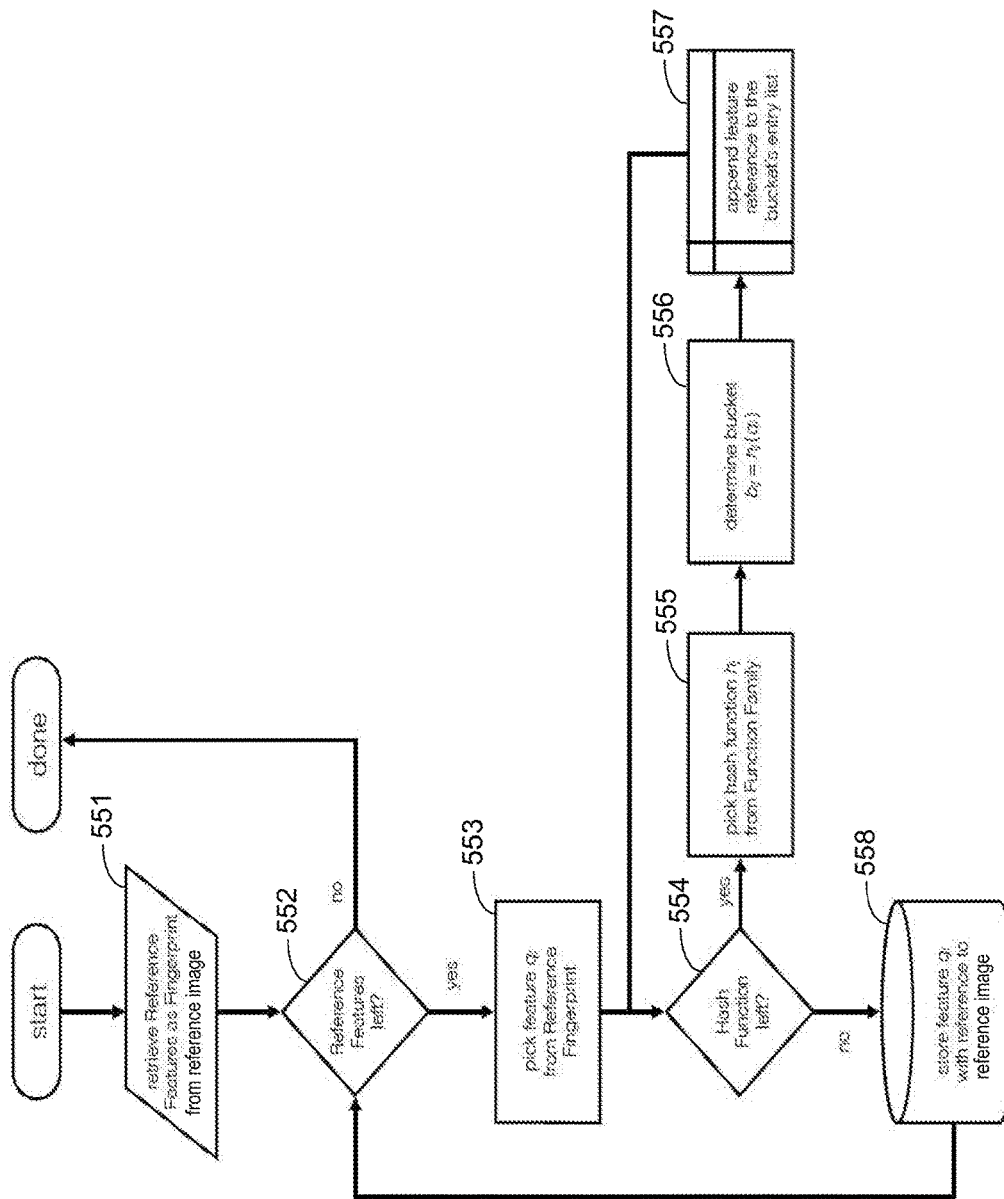 start
done
551
retrieve Reference
Features as Fingerprint
from reference image
552
Reference
Features
left?
no
yes
553
pick feature qᵢ
from Reference
Fingerprint
554
Hash
Function
left?
yes
no
555
pick hash function hⱼ
from Function Family
556
determine bucket
557
append feature
reference to the
bucket's entry list
558
store feature qᵢ
with reference to
reference image